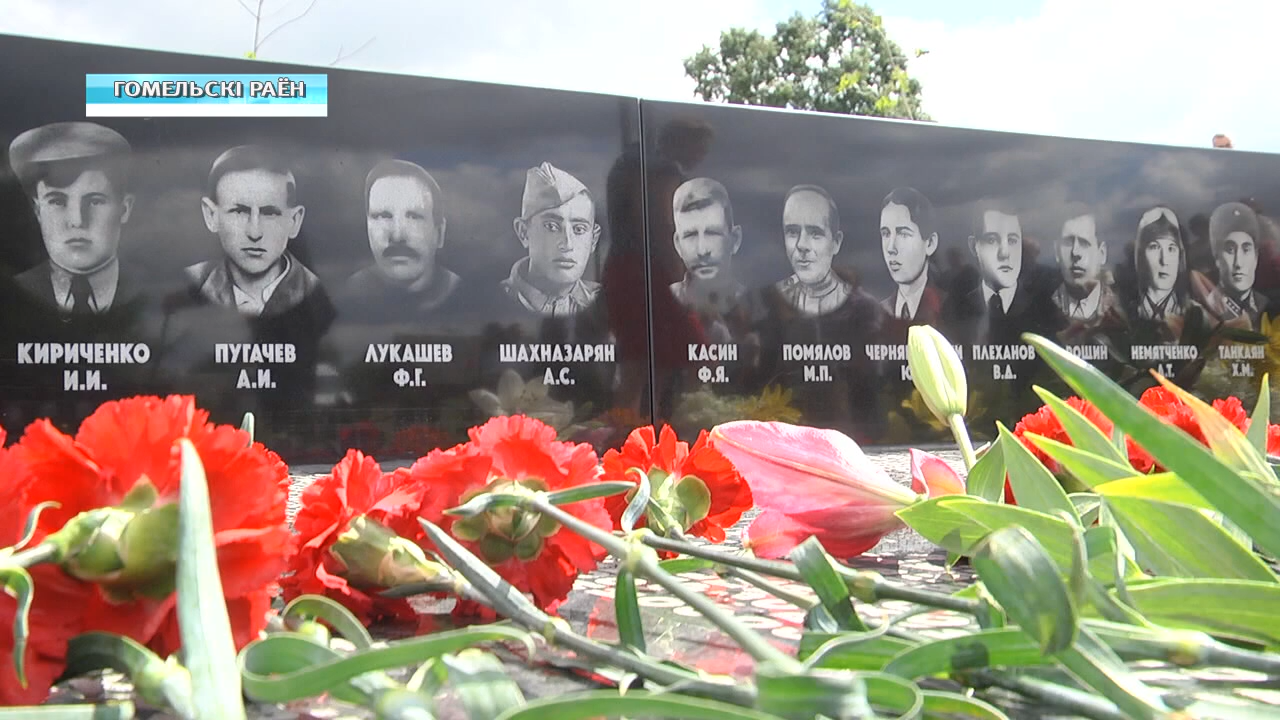 ГОМЕЛЬСКІ РАЁН
КИРИЧЕНКО
И.И.
ПУГАЧЕВ
А.И.
ЛУКАШЕВ
Ф.Г.
ШАХНАЗАРЯН
А.С.
КАСИН
Ф.Я.
ПОМЯЛОВ
М.П.
ПЛЕХАНОВ
В.Д.
НЕМЯТЧЕНКО
ТАНКАЯН
Х.М.